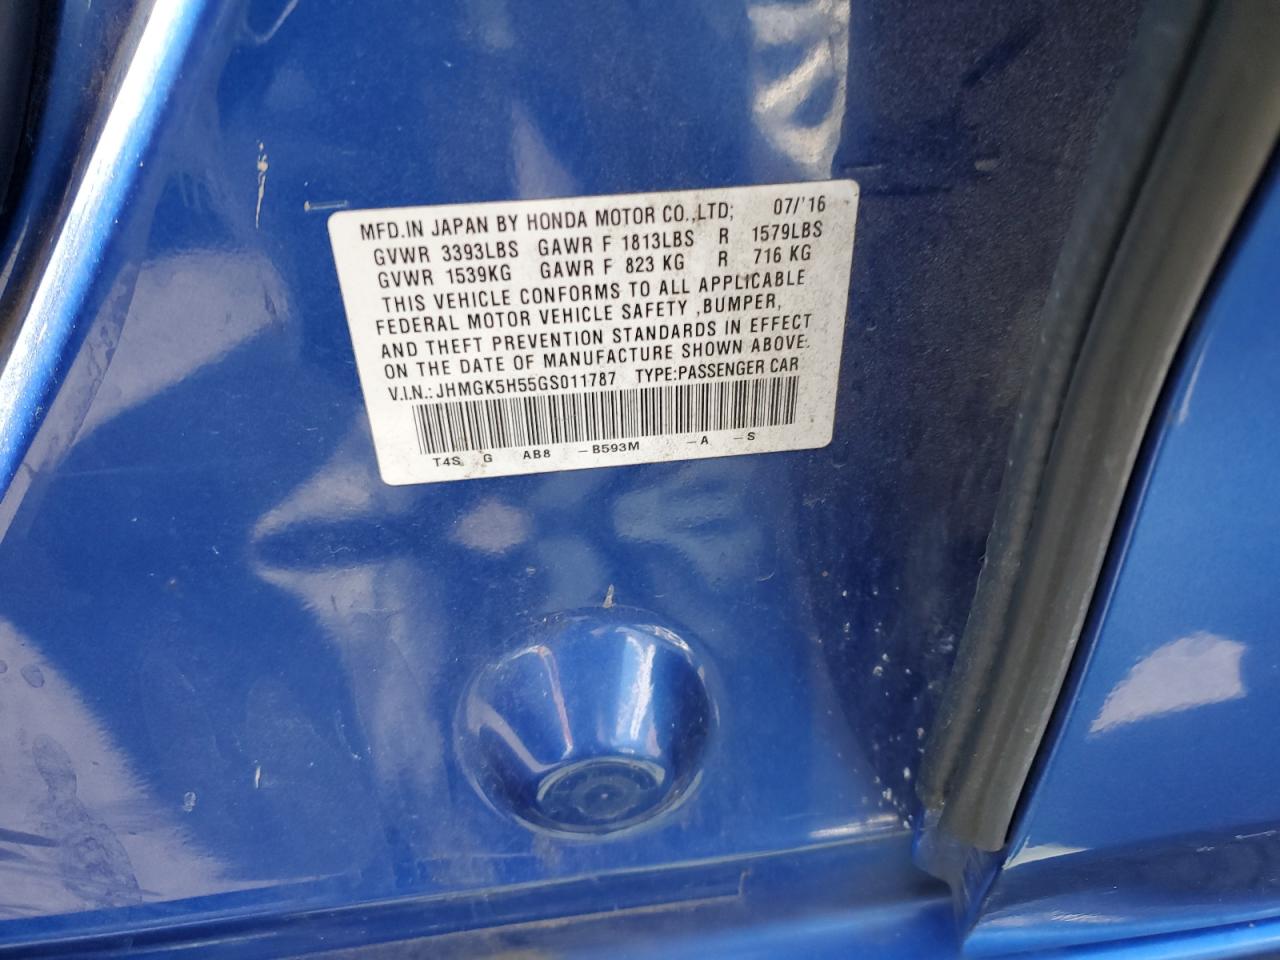 MFD.IN JAPAN BY HONDA MOTOR CO.,LTD; 07/'16
GVWR 3393LBS GAWR F 1813LBS R 1579LBS
GVWR 1539KG GAWR F 823 KG R 716 KG
THIS VEHICLE CONFORMS TO ALL APPLICABLE
FEDERAL MOTOR VEHICLE SAFETY ,BUMPER,
AND THEFT PREVENTION STANDARDS IN EFFECT
ON THE DATE OF MANUFACTURE SHOWN ABOVE.
V.I.N.: JHMGK5H55GS011787 TYPE:PASSENGER CAR
T4S G AB8 -B593M -A -S